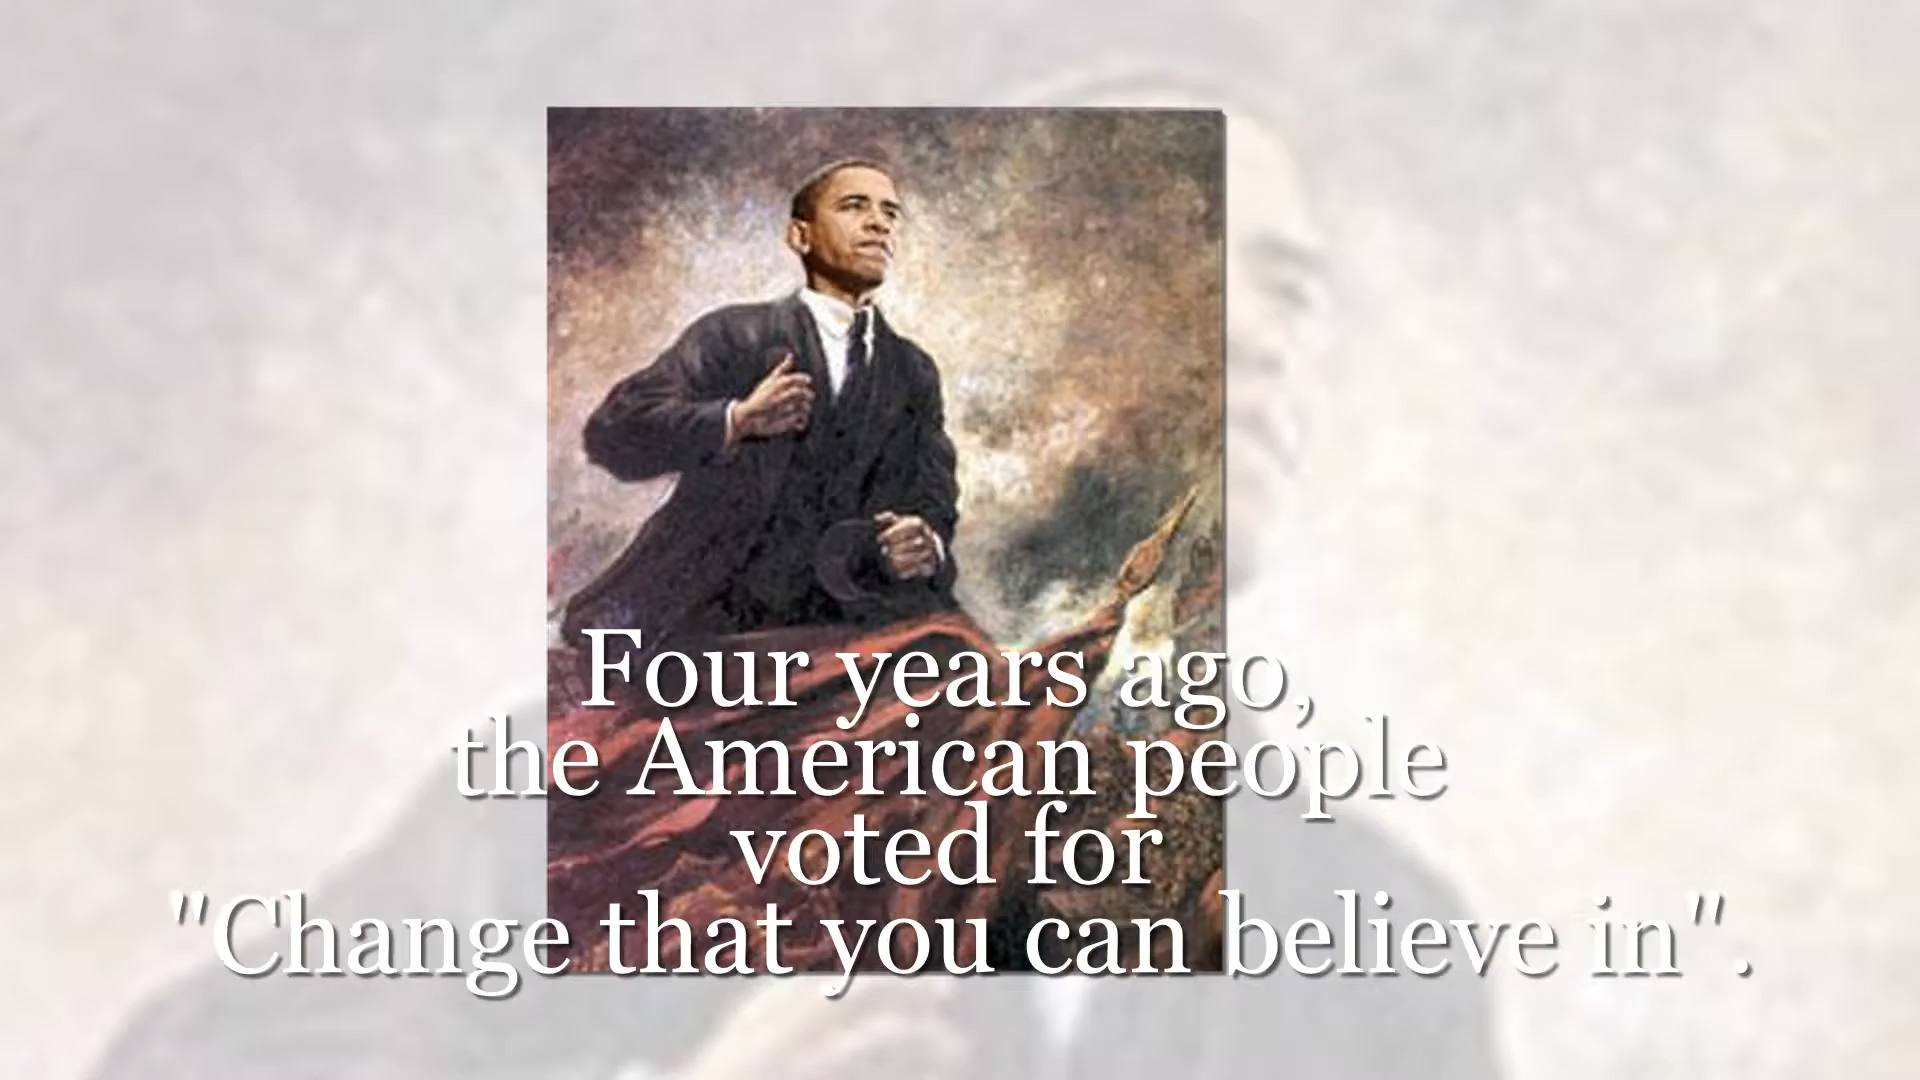 Four years ago,
the American people
voted for
"Change that you can believe in".